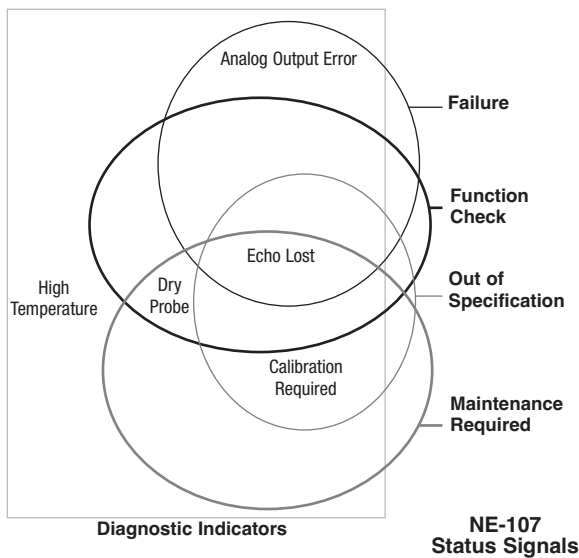 Analog Output Error
Failure
Function
Check
Echo Lost
High
Temperature
Dry
Probe
Out of
Specification
Calibration
Required
Maintenance
Required
Diagnostic Indicators
NE-107
Status Signals